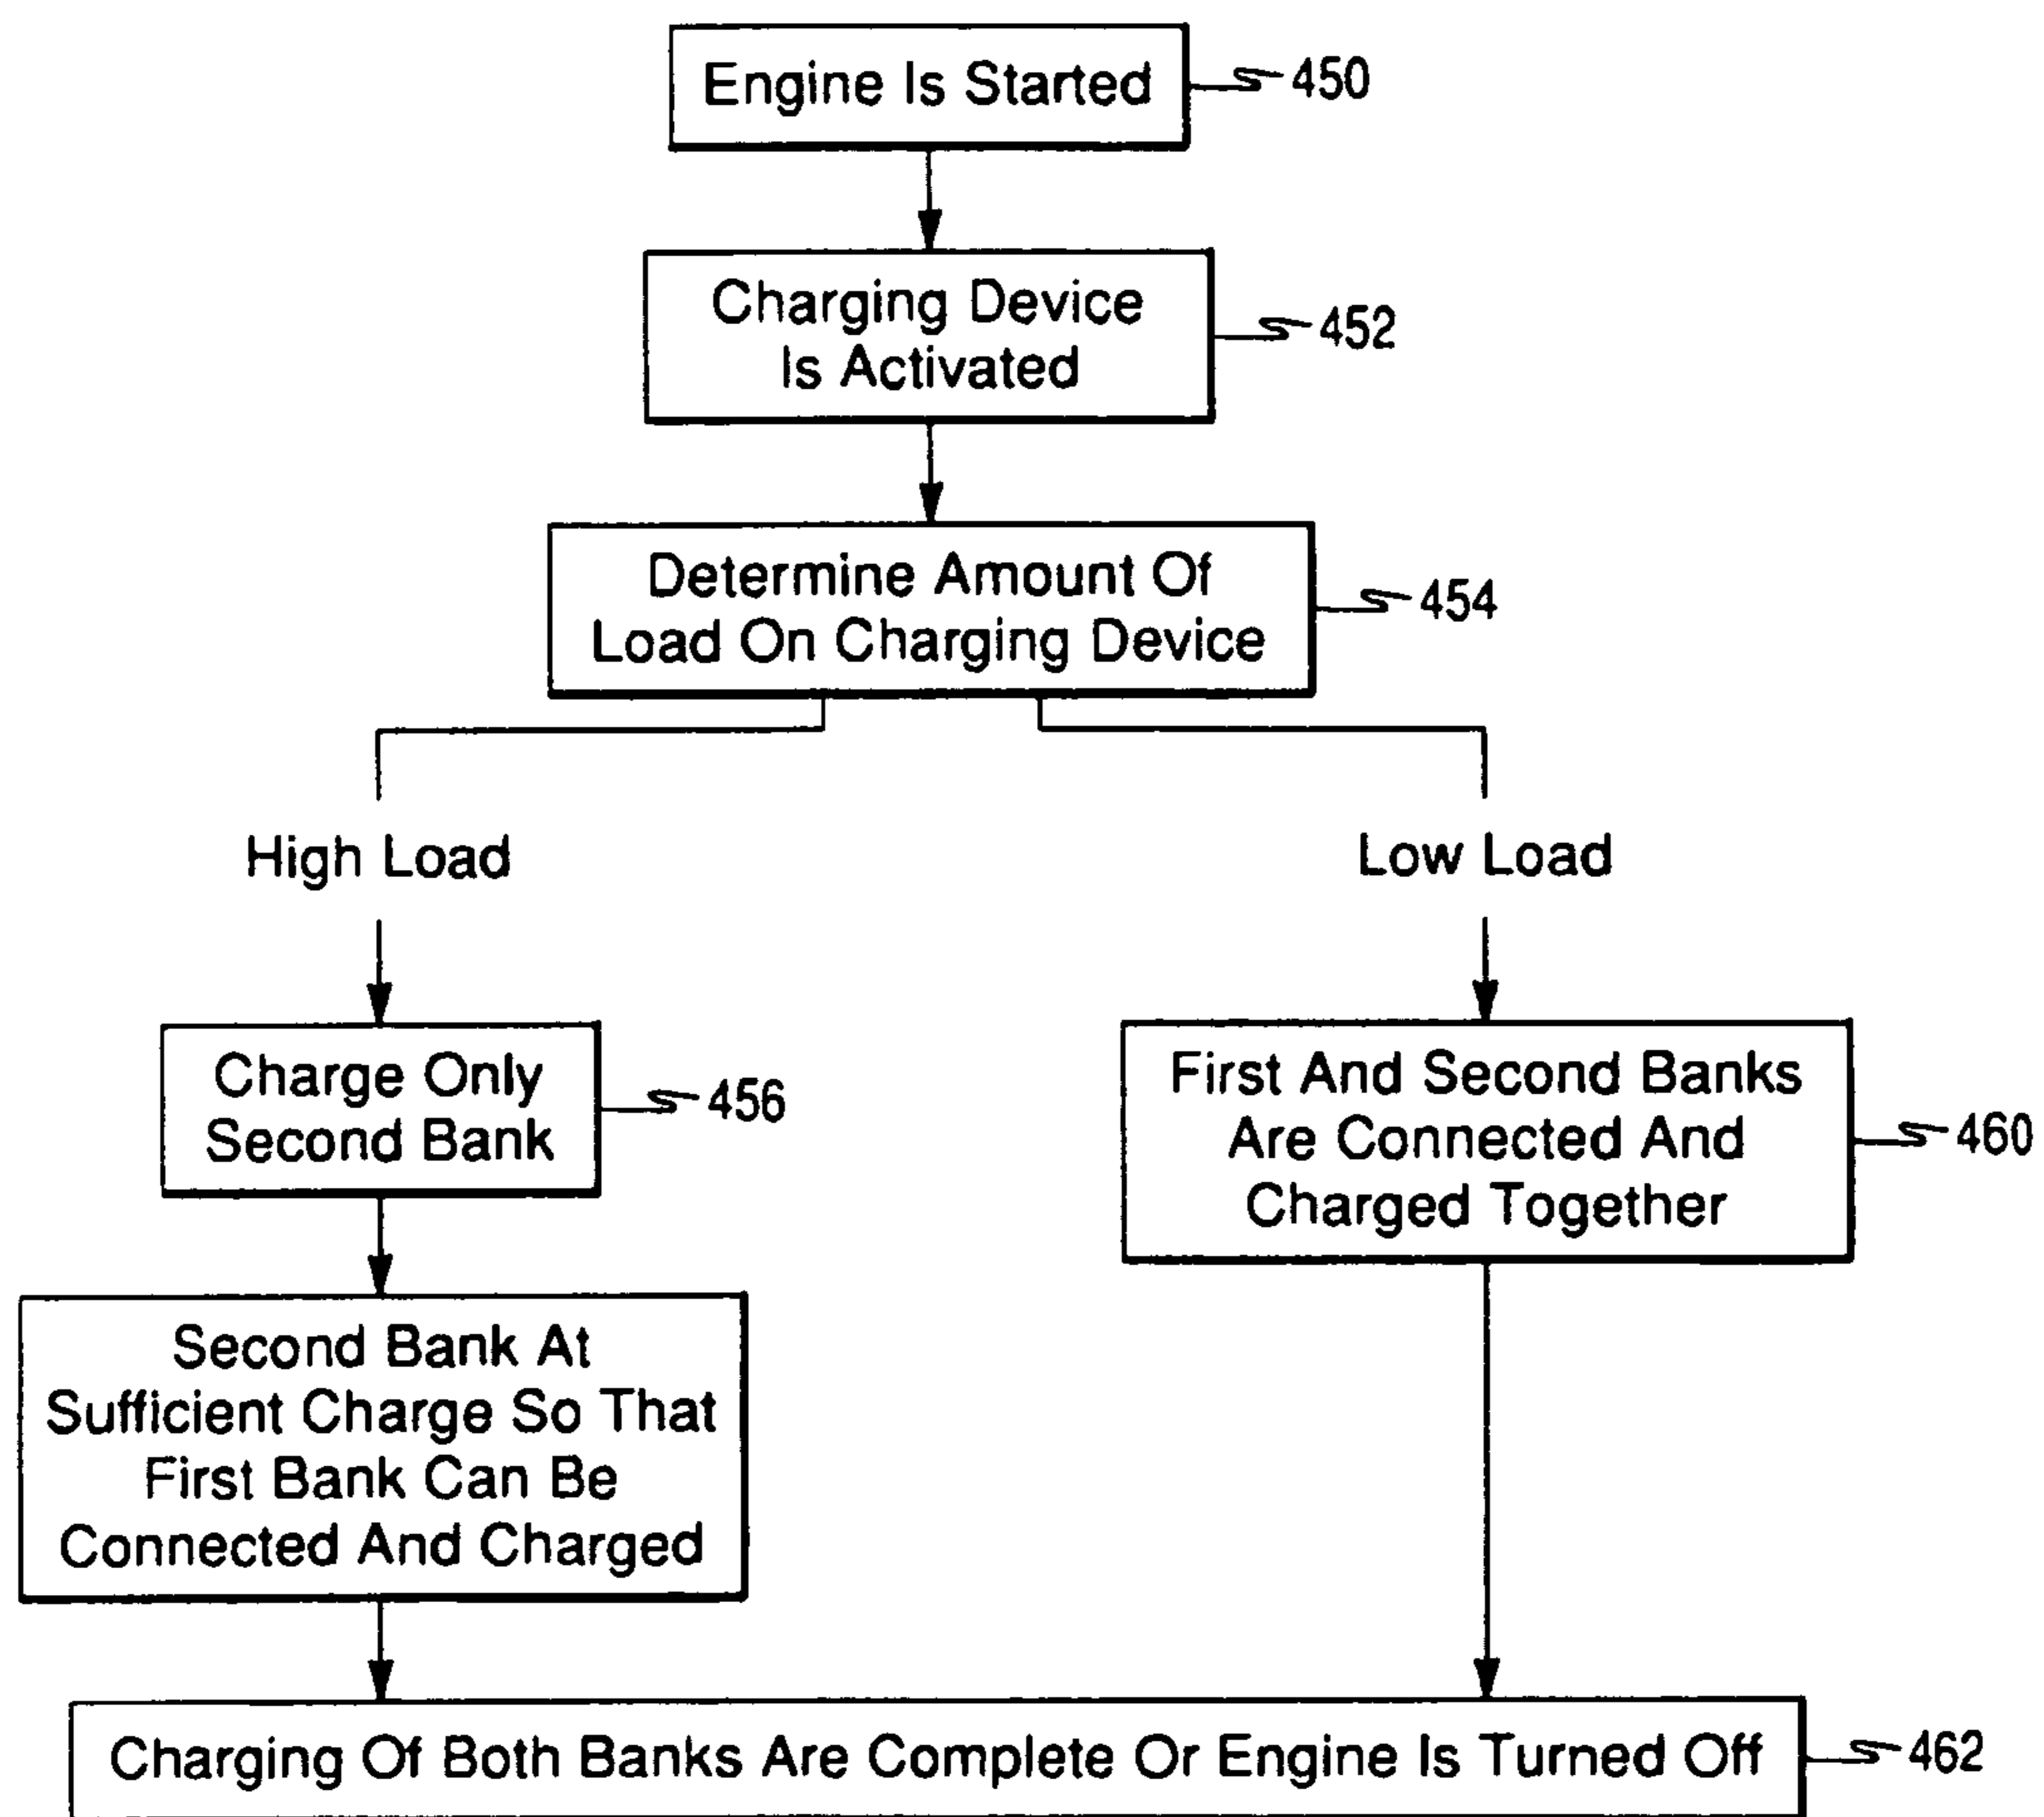 Engine Is Started
450
Charging Device
Is Activated
452
Determine Amount Of
Load On Charging Device
454
High Load
Low Load
Charge Only
Second Bank
456
First And Second Banks
Are Connected And
Charged Together
460
Second Bank At
Sufficient Charge So That
First Bank Can Be
Connected And Charged
Charging Of Both Banks Are Complete Or Engine Is Turned Off
462